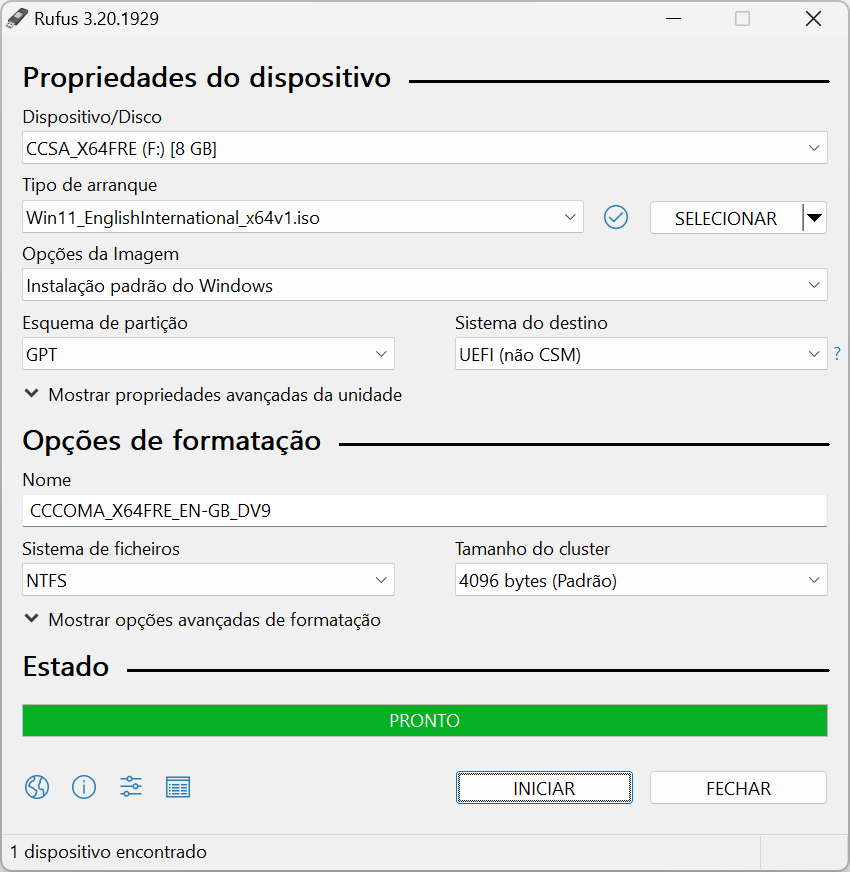 Rufus 3.20.1929
Propriedades do dispositivo
Dispositivo/Disco
CCSA_X64FRE (F:) [8 GB]
Tipo de arranque
Win11_EnglishInternational_x64v1.iso
SELECIONAR
Opções da Imagem
Instalação padrão do Windows
Esquema de partição
Sistema do destino
GPT
UEFI (não CSM)
?
Mostrar propriedades avançadas da unidade
Opções de formatação
Nome
CCCOMA_X64FRE_EN-GB_DV9
Sistema de ficheiros
Tamanho do cluster
NTFS
4096 bytes (Padrão)
Mostrar opções avançadas de formatação
Estado
PRONTO
INICIAR
FECHAR
1 dispositivo encontrado